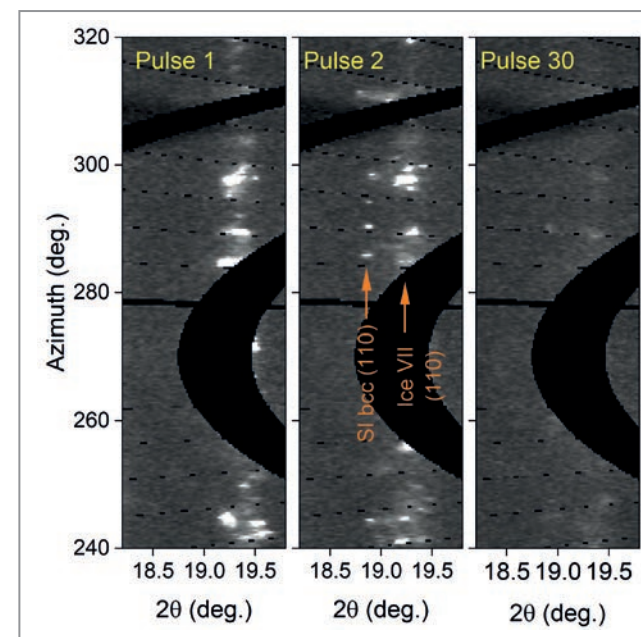 Pulse 1
Pulse 2
Pulse 30
320
300
280
260
240
Azimuth (deg.)
SI bcc (110)
Ice VII
(110)
18.5 19.0 19.5
18.5 19.0 19.5
18.5 19.0 19.5
2θ (deg.)
2θ (deg.)
2θ (deg.)